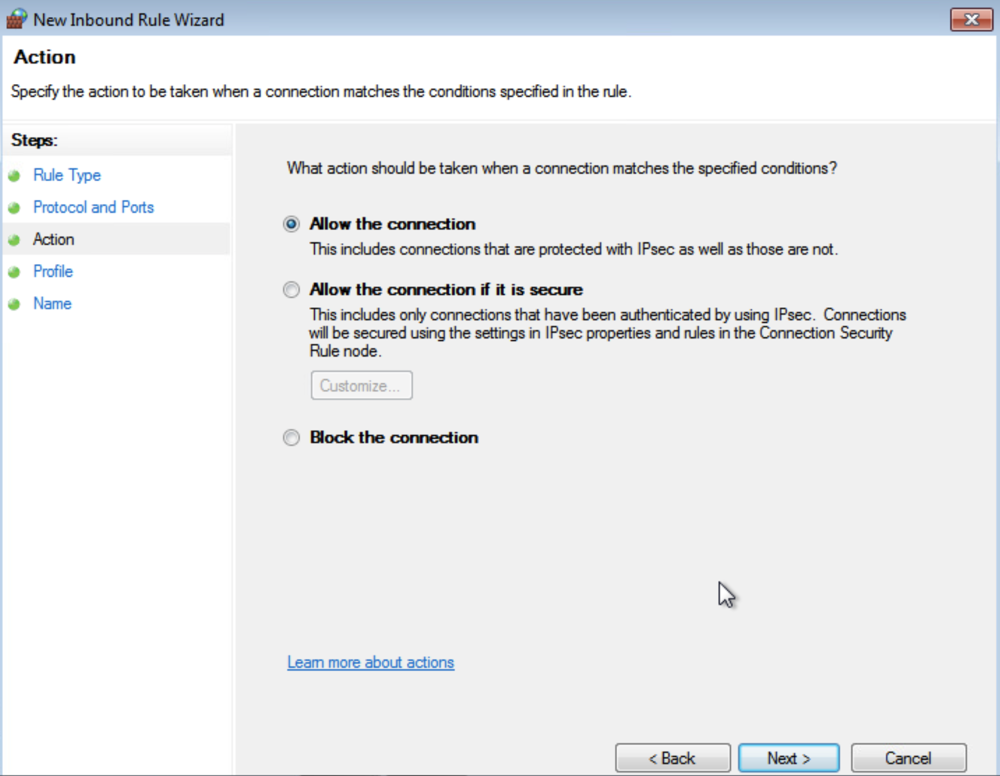 New Inbound Rule Wizard
Action
Specify the action to be taken when a connection matches the conditions specified in the rule.
Steps:
Rule Type
Protocol and Ports
Action
Profile
Name
What action should be taken when a connection matches the specified conditions?
Allow the connection
This includes connections that are protected with IPsec as well as those are not.
Allow the connection if it is secure
This includes only connections that have been authenticated by using IPsec.  Connections
will be secured using the settings in IPsec properties and rules in the Connection Security
Rule node.
Customize...
Block the connection
Learn more about actions
< Back
Next >
Cancel